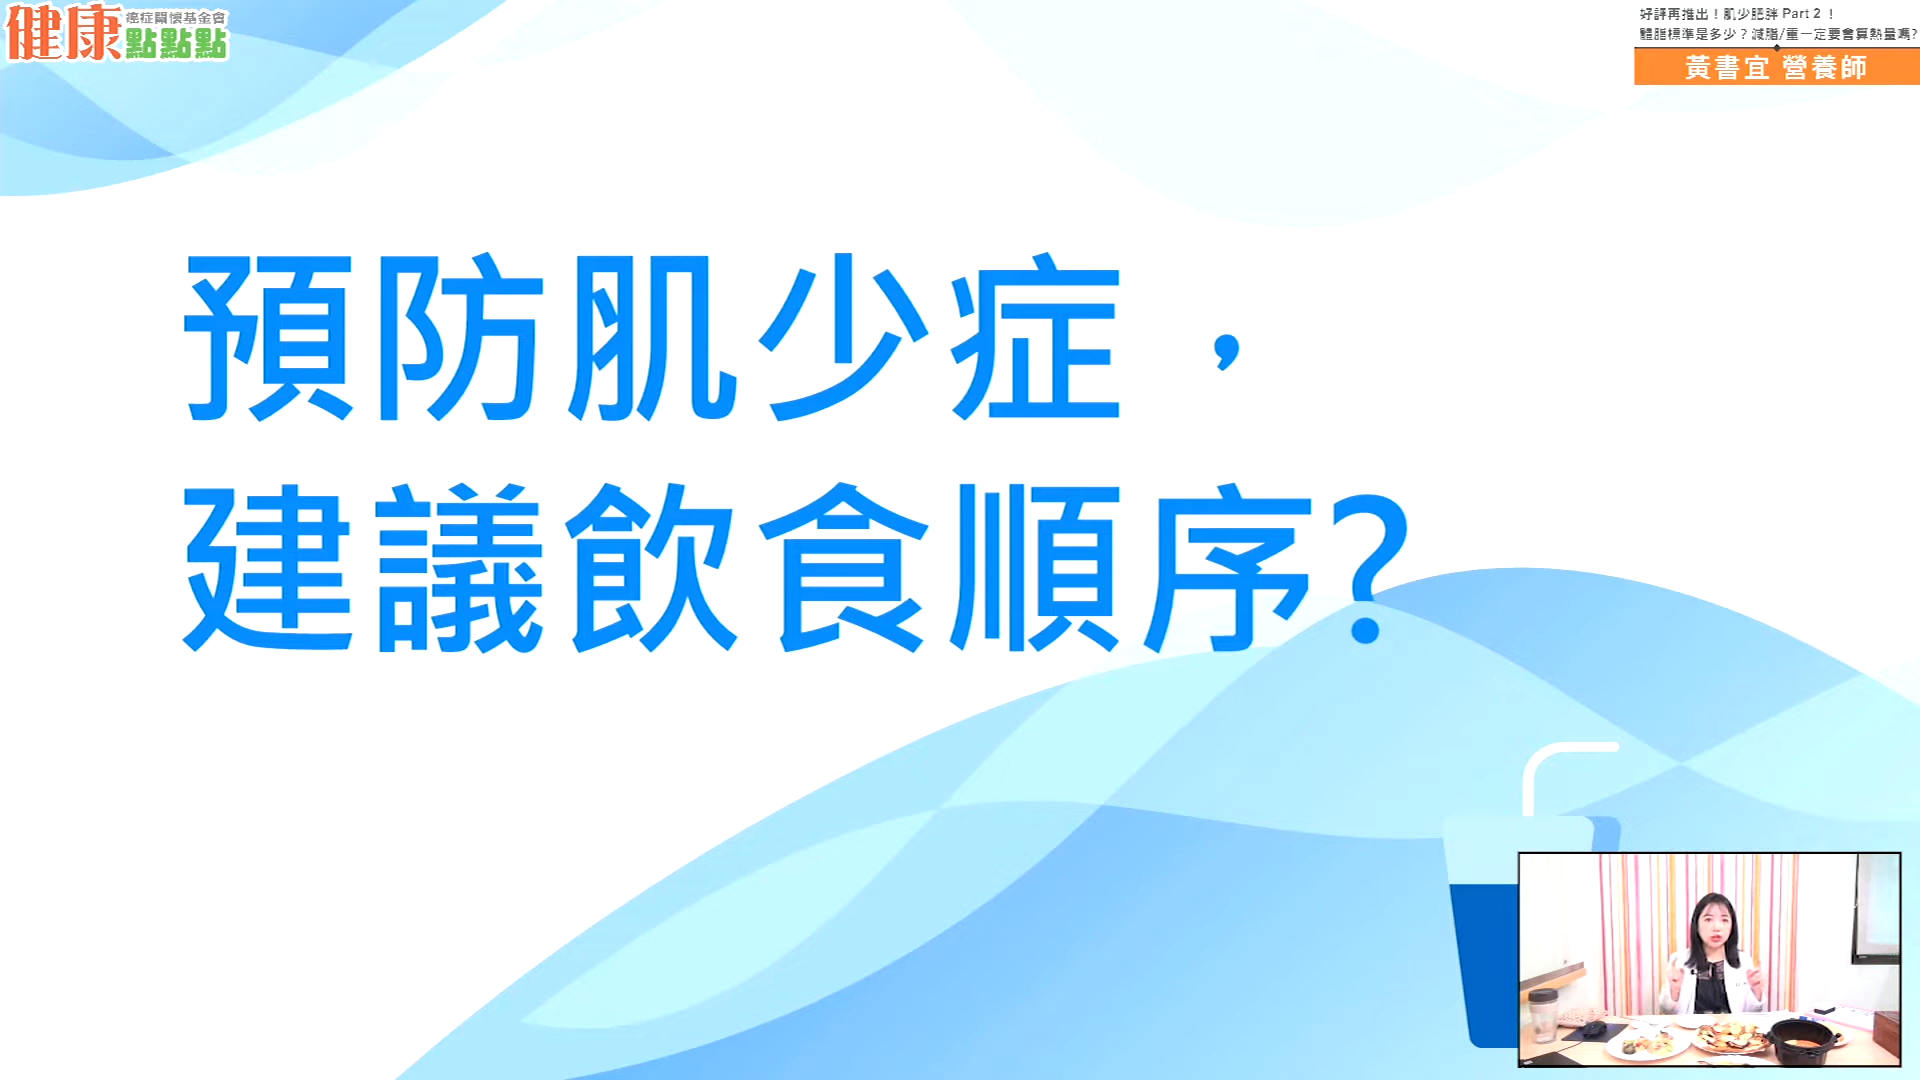 健康
癌症關懷基金會
點點點
好評再推出！肌少肥胖 Part 2 ！
體脂標準是多少？減脂/重一定要會算熱量嗎?
黃書宜 營養師
預防肌少症，
建議飲食順序?